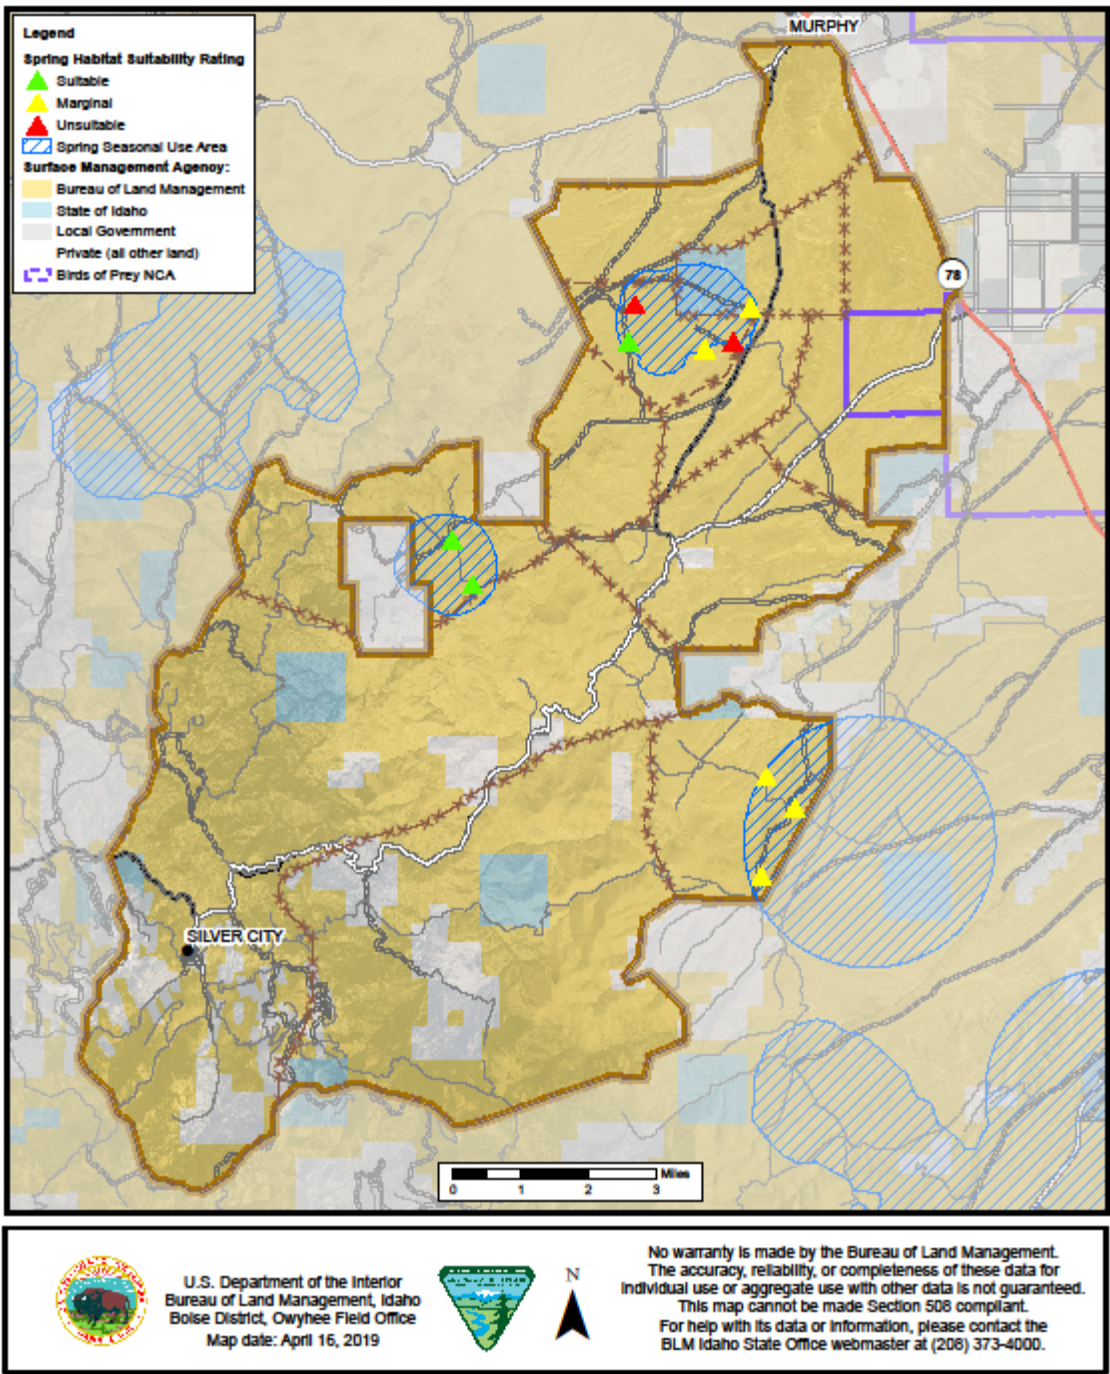 Legend
Spring Habitat Suitability Rating
Suitable
Marginal
Unsuitable
Spring Seasonal Use Area
Surface Management Agency:
Bureau of Land Management
State of Idaho
Local Government
Private (all other land)
Birds of Prey NCA
MURPHY
78
SILVER CITY
Miles
0 1 2 3
U.S. Department of the Interior
Bureau of Land Management, Idaho
Boise District, Owyhee Field Office
Map date: April 16, 2019
N
No warranty is made by the Bureau of Land Management.
The accuracy, reliability, or completeness of these data for
individual use or aggregate use with other data is not guaranteed.
This map cannot be made Section 508 compliant.
For help with its data or information, please contact the
BLM Idaho State Office webmaster at (208) 373-4000.